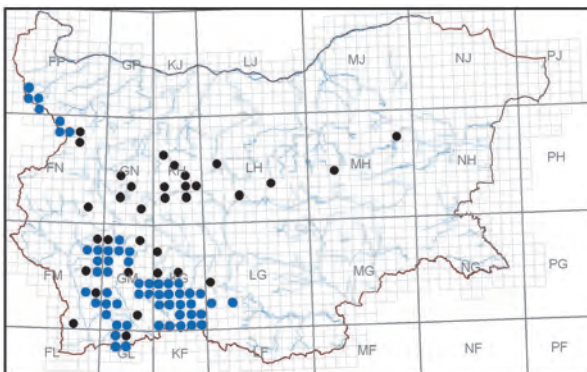 FP GP KJ LJ MJ NJ PJ
FN GN KH LH MH NH PH
FM GM KG LG MG NG PG
FL GL KF LF MF NF PF